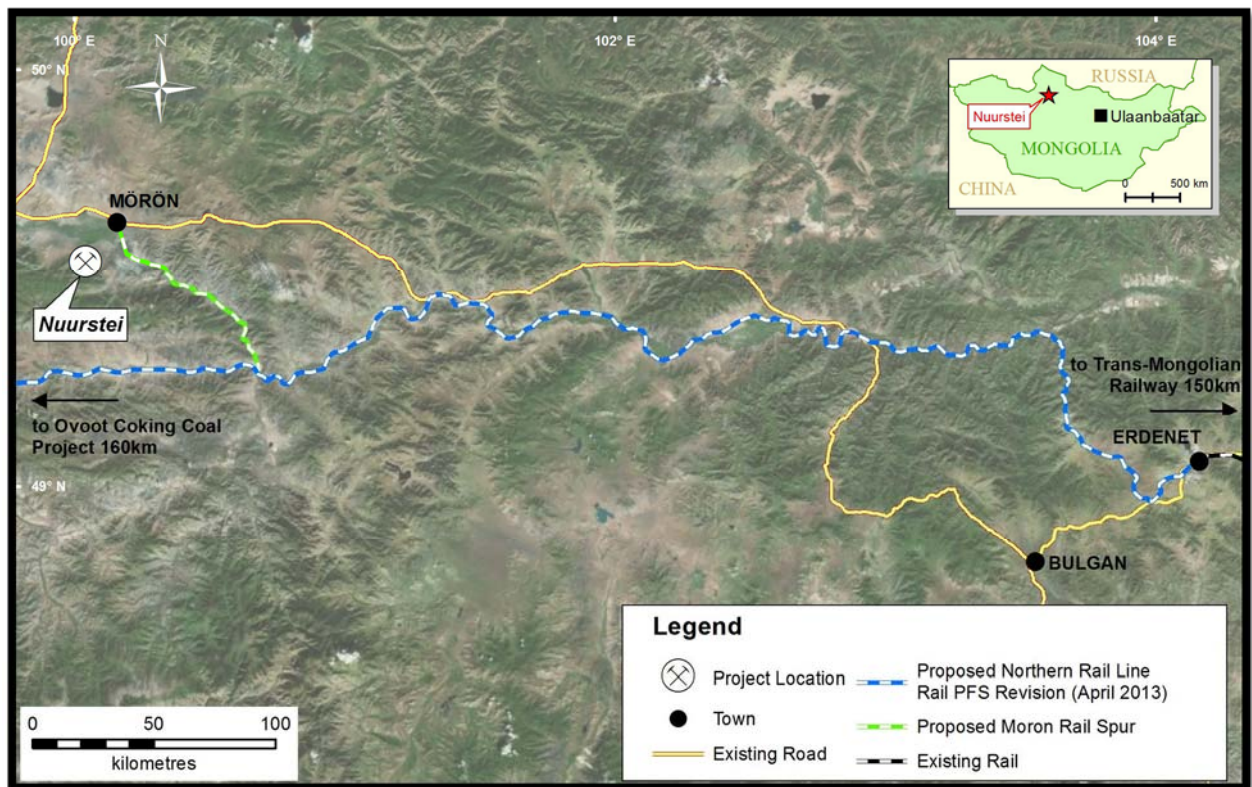 100° E
N
102° E
104° E
50° N
RUSSIA
Nuurstei
Ulaanbaatar
MONGOLIA
CHINA
0 500 km
MÖRÖN
Nuurstei
to Trans-Mongolian
Railway 150km
to Ovoot Coking Coal
Project 160km
ERDENET
49° N
BULGAN
Legend
Project Location
Town
Existing Road
Proposed Northern Rail Line
Rail PFS Revision (April 2013)
Proposed Moron Rail Spur
Existing Rail
0 50 100
kilometres